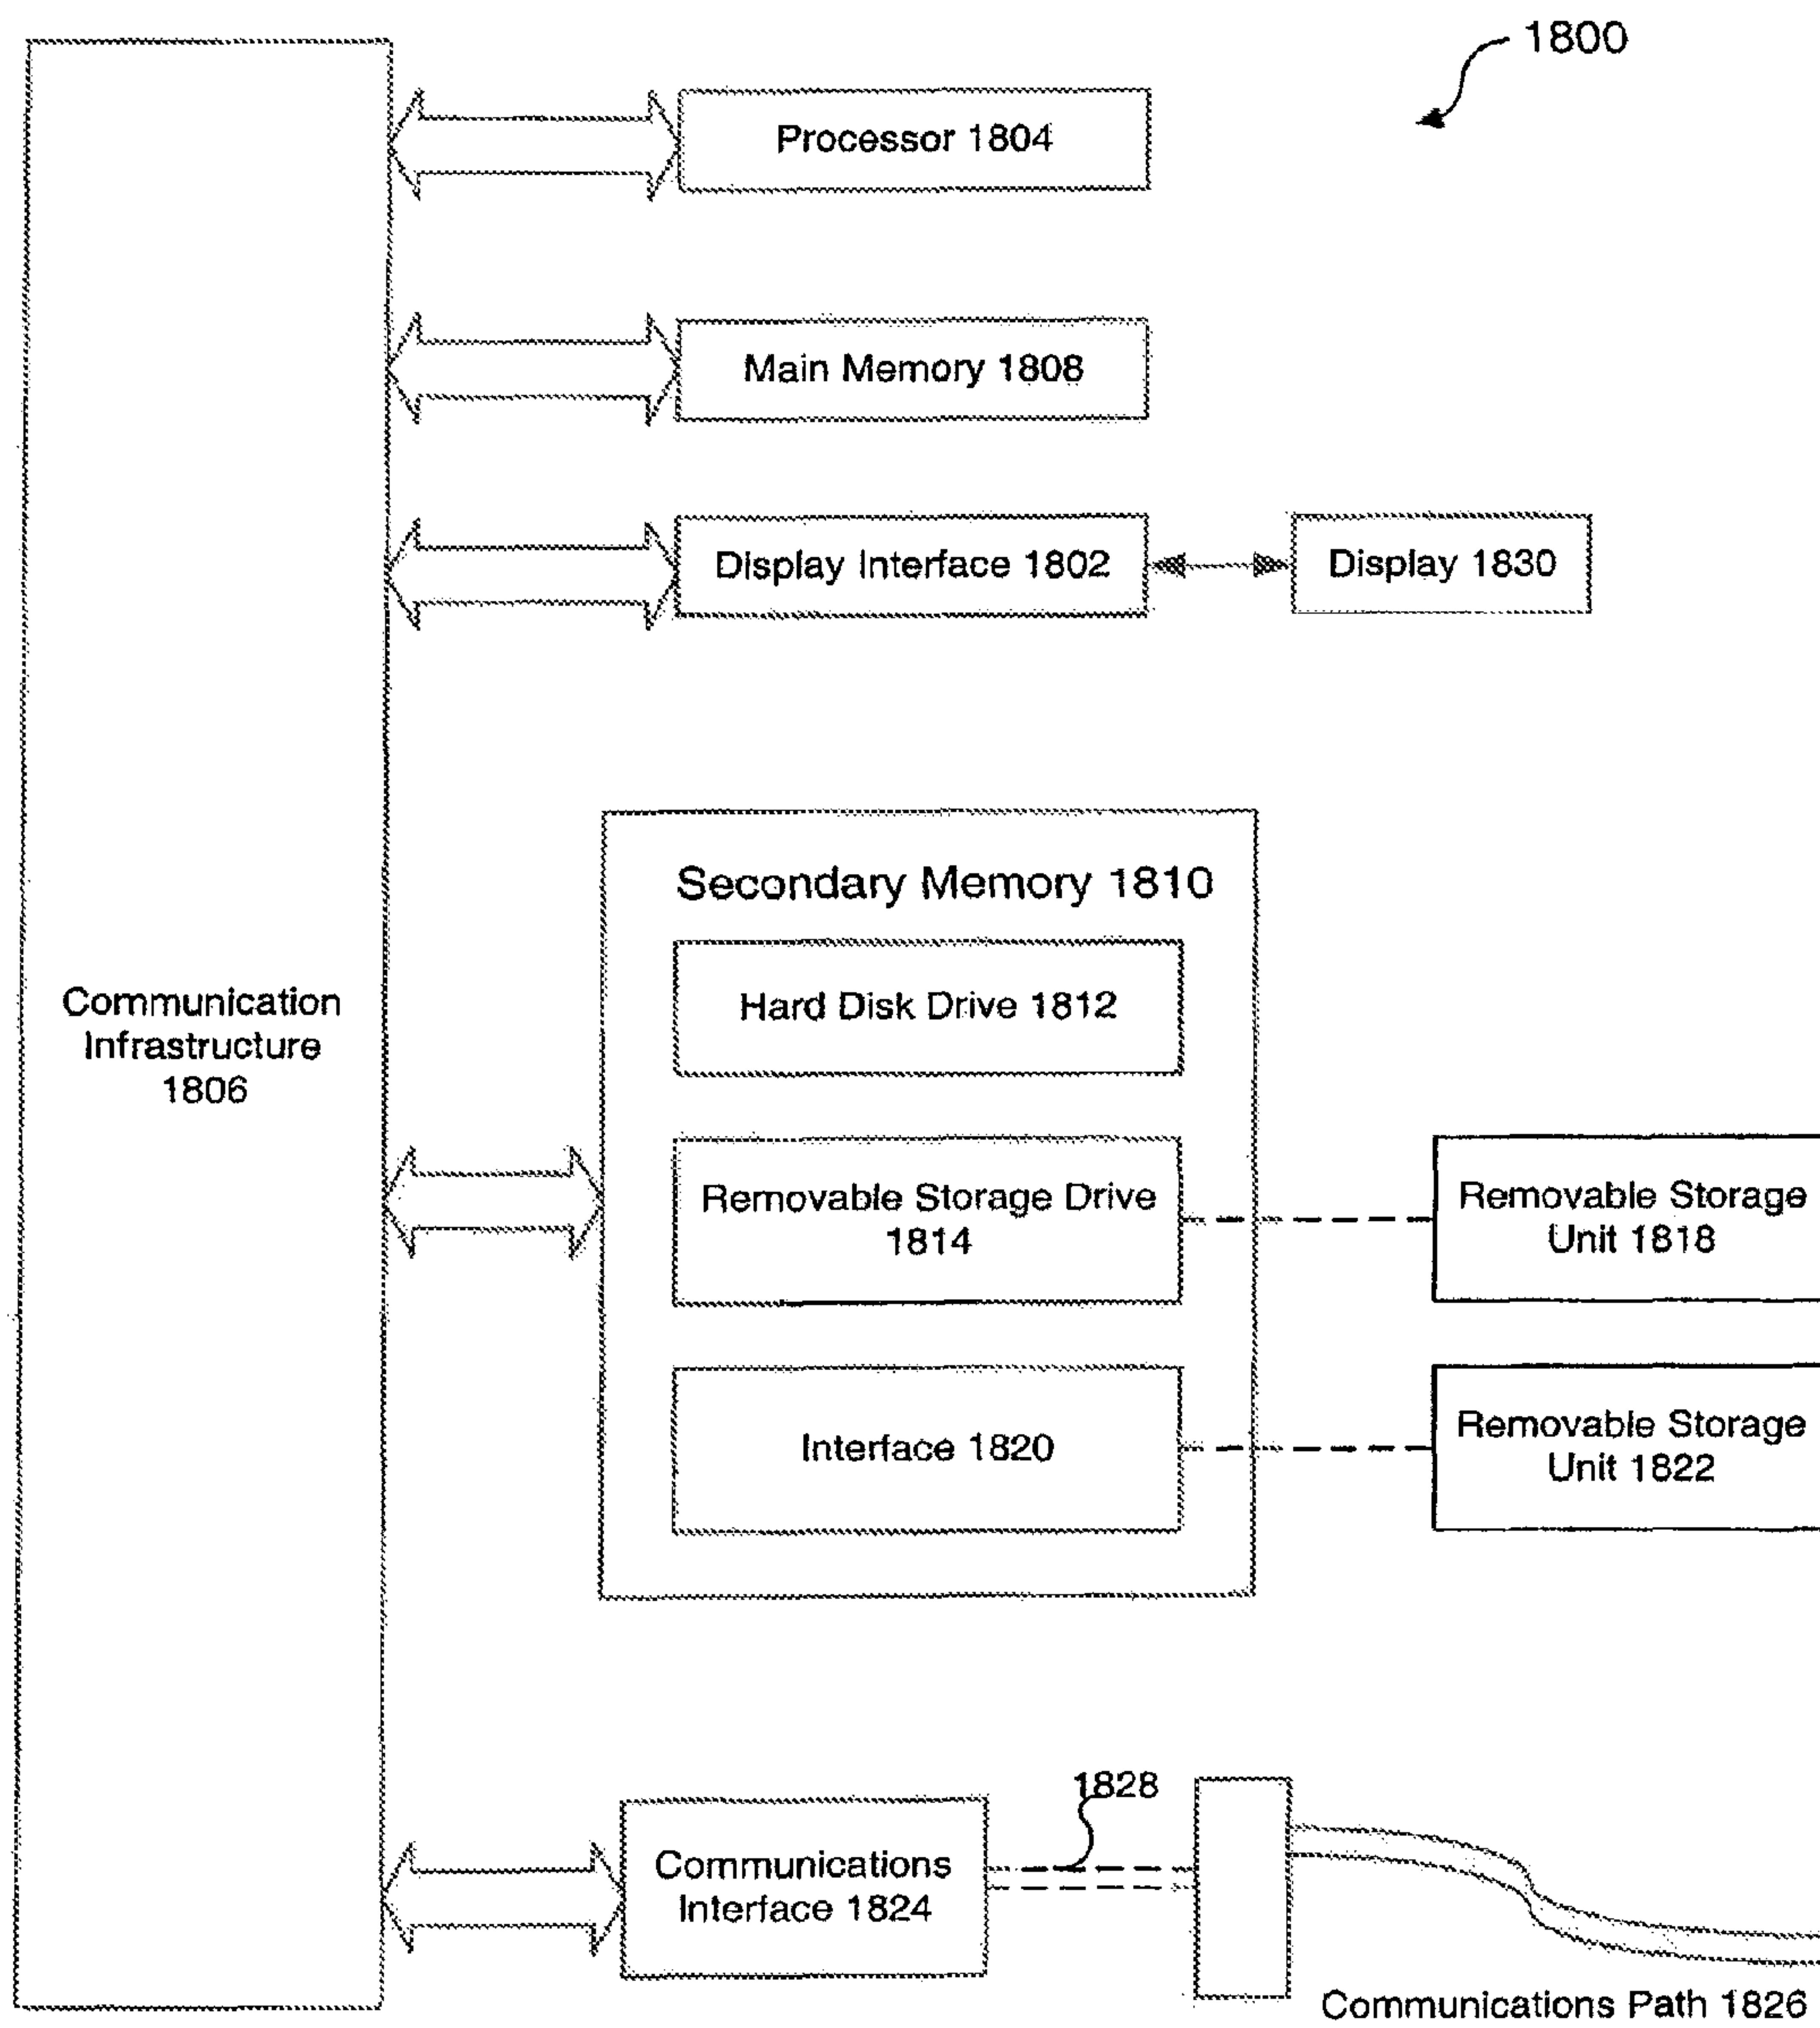 1800
Processor 1804
Main Memory 1808
Display Interface 1802
Display 1830
Secondary Memory 1810
Hard Disk Drive 1812
Communication
Infrastructure
1806
Removable Storage Drive
1814
Removable Storage
Unit 1818
Interface 1820
Removable Storage
Unit 1822
1828
Communications
Interface 1824
Communications Path 1826